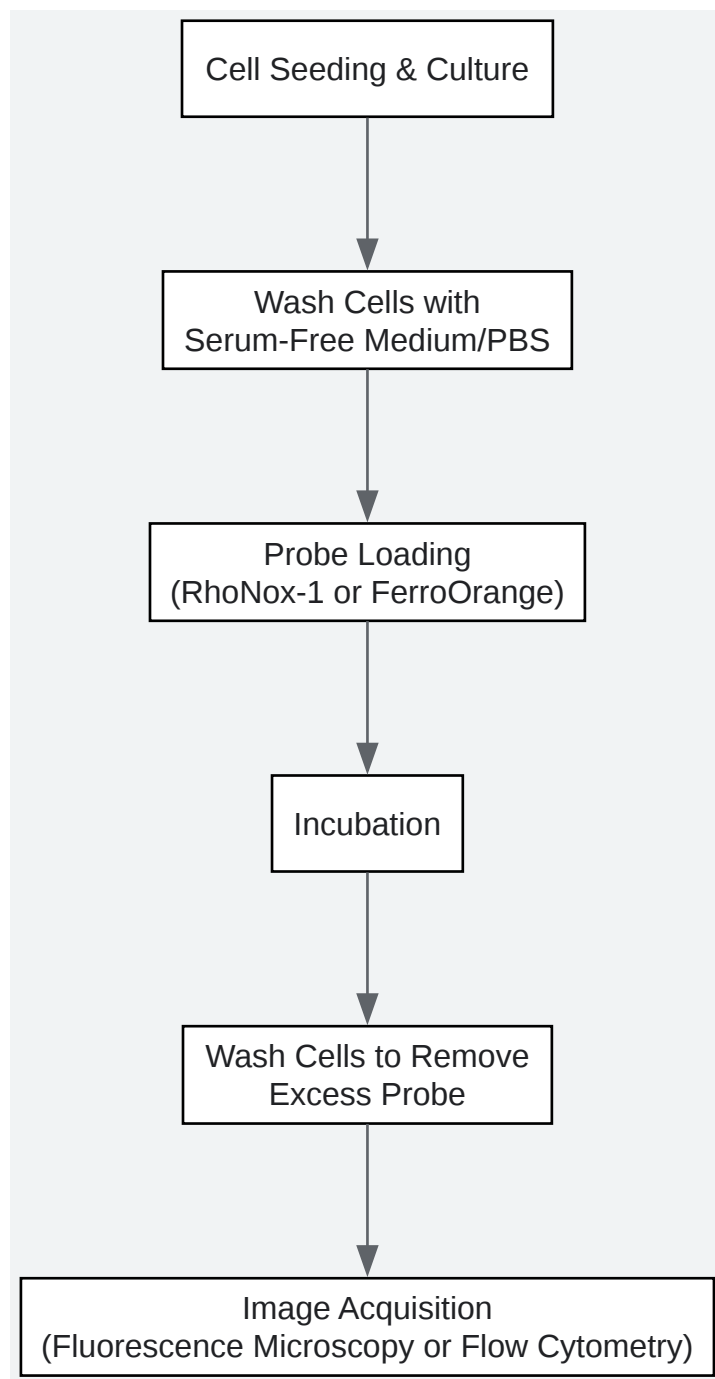 Cell Seeding & Culture
Wash Cells with
Serum-Free Medium/PBS
Probe Loading
(RhoNox-1 or FerroOrange)
Incubation
Wash Cells to Remove
Excess Probe
Image Acquisition
(Fluorescence Microscopy or Flow Cytometry)